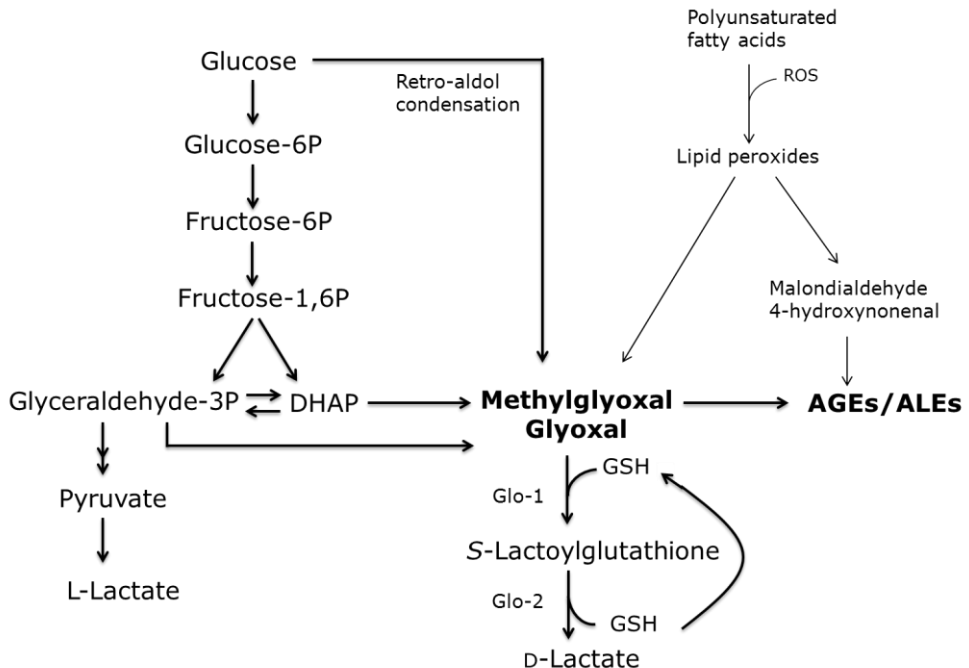 Polyunsaturated
fatty acids
Glucose
Retro-aldol
condensation
ROS
Glucose-6P
Lipid peroxides
Fructose-6P
Fructose-1,6P
Malondialdehyde
4-hydroxynonenal
Glyceraldehyde-3P
DHAP
Methylglyoxal
Glyoxal
AGEs/ALEs
GSH
Pyruvate
Glo-1
S-Lactoylglutathione
L-Lactate
Glo-2
GSH
D-Lactate